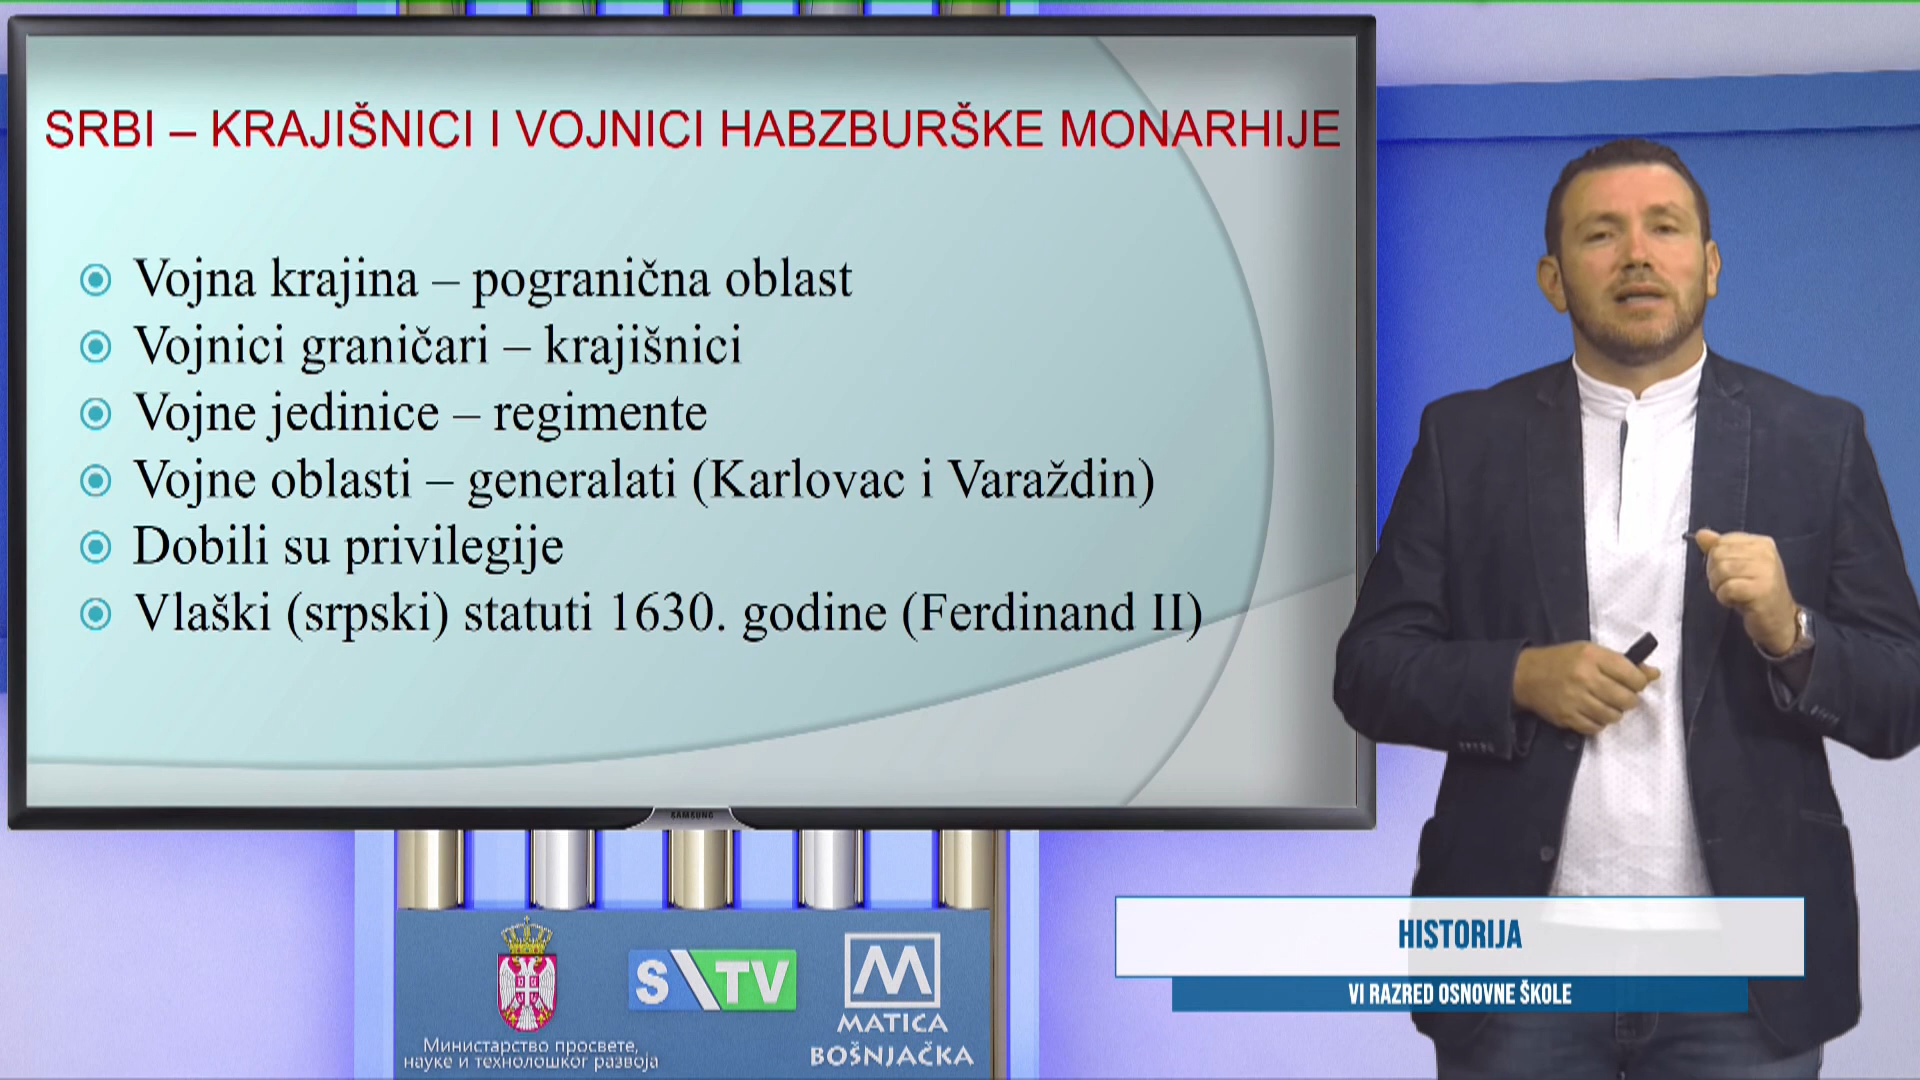 SRBI – KRAJIŠNICI I VOJNICI HABZBURŠKE MONARHIJE
Vojna krajina – pogranična oblast
Vojnici graničari – krajišnici
Vojne jedinice – regimente
Vojne oblasti – generalati (Karlovac i Varaždin)
Dobili su privilegije
Vlaški (srpski) statuti 1630. godine (Ferdinand II)
SAMSUNG
HISTORIJA
VI RAZRED OSNOVNE ŠKOLE
Министарство просвете,
науке и технолошког развоја
S TV
MATICA
BOŠNJAČKA